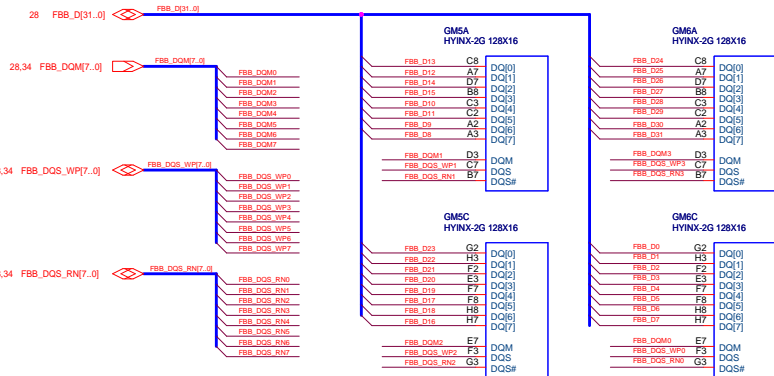 28 FBB_D[31..0] FBB_D[31..0]
28,34 FBB_DQM[7..0] FBB_DQM[7..0]
FBB_DQM0
FBB_DQM1
FBB_DQM2
FBB_DQM3
FBB_DQM4
FBB_DQM5
FBB_DQM6
FBB_DQM7
,34 FBB_DQS_WP[7..0] FBB_DQS_WP[7..0]
FBB_DQS_WP0
FBB_DQS_WP1
FBB_DQS_WP2
FBB_DQS_WP3
FBB_DQS_WP4
FBB_DQS_WP5
FBB_DQS_WP6
FBB_DQS_WP7
,34 FBB_DQS_RN[7..0] FBB_DQS_RN[7..0]
FBB_DQS_RN0
FBB_DQS_RN1
FBB_DQS_RN2
FBB_DQS_RN3
FBB_DQS_RN4
FBB_DQS_RN5
FBB_DQS_RN6
FBB_DQS_RN7
GM5A
HYINX-2G 128X16
FBB_D13 C8 DQ[0]
FBB_D12 A7 DQ[1]
FBB_D14 D7 DQ[2]
FBB_D15 B8 DQ[3]
FBB_D10 C3 DQ[4]
FBB_D11 C2 DQ[5]
FBB_D9 A2 DQ[6]
FBB_D8 A3 DQ[7]
FBB_DQM1 D3 DQM
FBB_DQS_WP1 C7 DQS
FBB_DQS_RN1 B7 DQS#
GM6A
HYINX-2G 128X16
FBB_D24 C8 DQ[0]
FBB_D25 A7 DQ[1]
FBB_D26 D7 DQ[2]
FBB_D27 B8 DQ[3]
FBB_D28 C3 DQ[4]
FBB_D29 C2 DQ[5]
FBB_D30 A2 DQ[6]
FBB_D31 A3 DQ[7]
FBB_DQM3 D3 DQM
FBB_DQS_WP3 C7 DQS
FBB_DQS_RN3 B7 DQS#
GM5C
HYINX-2G 128X16
FBB_D23 G2 DQ[0]
FBB_D22 H3 DQ[1]
FBB_D21 F2 DQ[2]
FBB_D20 E3 DQ[3]
FBB_D19 F7 DQ[4]
FBB_D17 F8 DQ[5]
FBB_D18 H8 DQ[6]
FBB_D16 H7 DQ[7]
FBB_DQM2 E7 DQM
FBB_DQS_WP2 F3 DQS
FBB_DQS_RN2 G3 DQS#
GM6C
HYINX-2G 128X16
FBB_D0 G2 DQ[0]
FBB_D1 H3 DQ[1]
FBB_D2 F2 DQ[2]
FBB_D3 E3 DQ[3]
FBB_D4 F7 DQ[4]
FBB_D5 F8 DQ[5]
FBB_D6 H8 DQ[6]
FBB_D7 H7 DQ[7]
FBB_DQM0 E7 DQM
FBB_DQS_WP0 F3 DQS
FBB_DQS_RN0 G3 DQS#